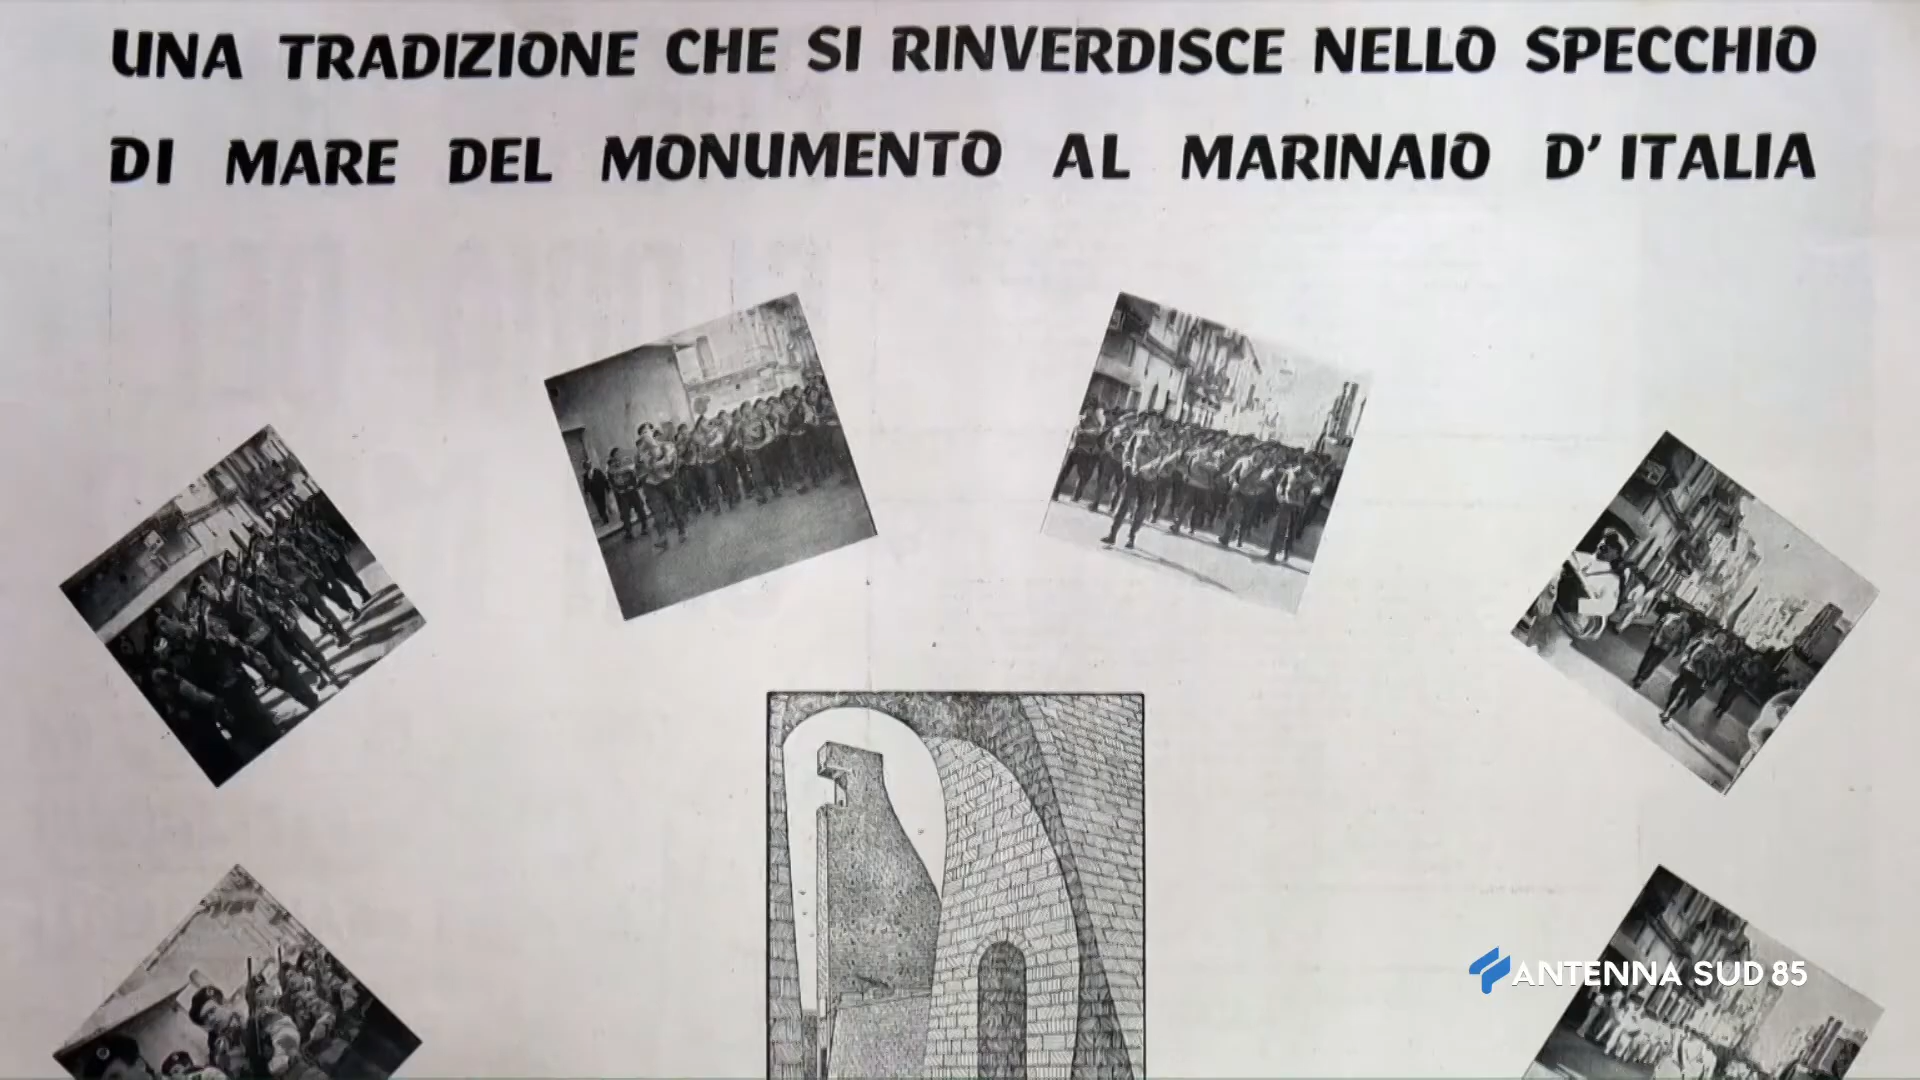 UNA TRADIZIONE CHE SI RINVERDISCE NELLO SPECCHIO
DI MARE DEL MONUMENTO AL MARINAIO D'ITALIA
ANTENNA SUD 85